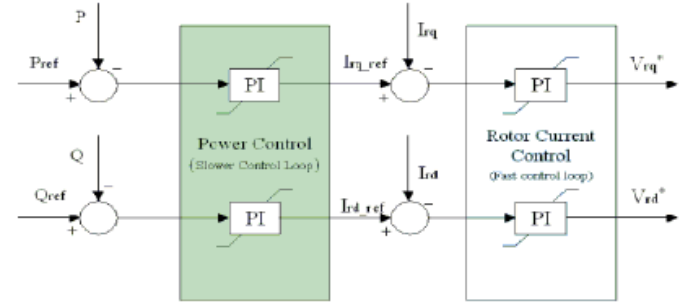 P
Pref
+
−
PI
Irq_ref
+
Irq
−
PI
Vrq*
Power Control
(Slower Control Loop)
Rotor Current
Control
(Fast control loop)
Q
Qref
+
−
PI
Ird_ref
+
Ird
−
PI
Vrd*